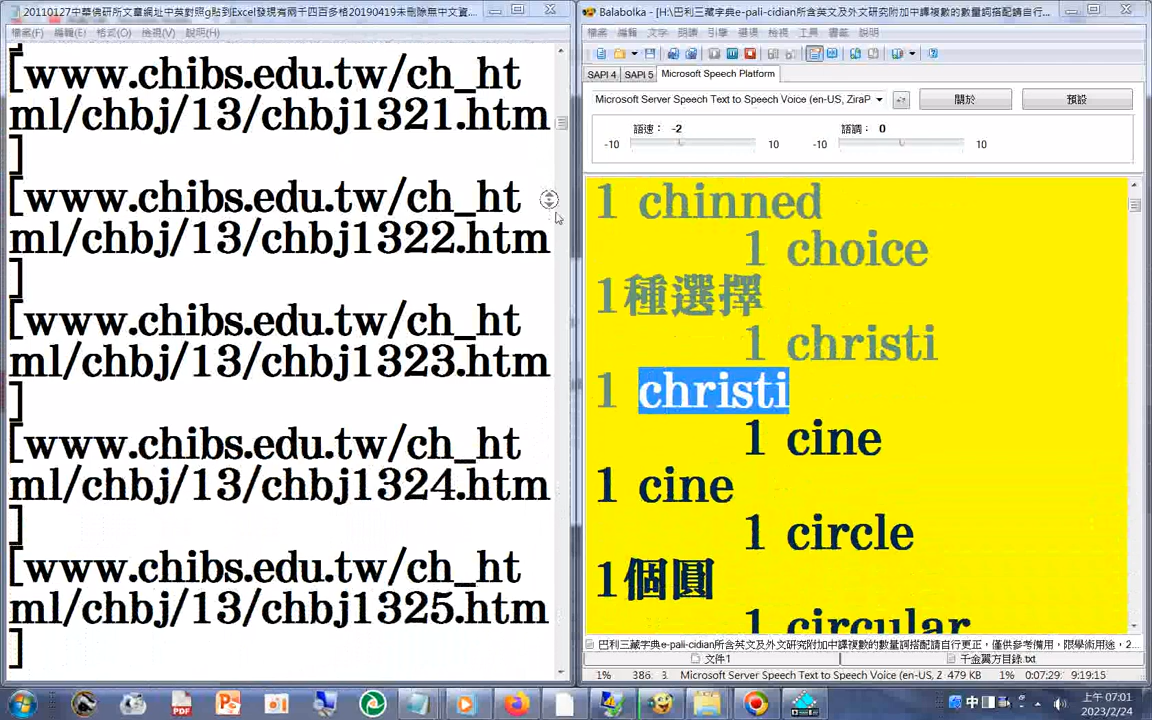 20110127中華佛研所文章網址中英對照g點到Excel發現有兩千四百多格20190419未刪除無中文資...
檔案(F) 編輯(E) 格式(O) 檢視(V) 說明(H)
]
[www.chibs.edu.tw/ch_ht
ml/chbj/13/chbj1321.htm
]
[www.chibs.edu.tw/ch_ht
ml/chbj/13/chbj1322.htm
]
[www.chibs.edu.tw/ch_ht
ml/chbj/13/chbj1323.htm
]
[www.chibs.edu.tw/ch_ht
ml/chbj/13/chbj1324.htm
]
[www.chibs.edu.tw/ch_ht
ml/chbj/13/chbj1325.htm
]
Balabolka - [H:\巴利三藏字典e-pali-cidian所含英文及外文研究附加中譯複數的數量詞搭配請自行...
檔案 編輯 文字 朗讀 引擎 選項 檢視 工具 書籤 說明
SAPI 4 SAPI 5 Microsoft Speech Platform
Microsoft Server Speech Text to Speech Voice (en-US, ZiraP
關於 預設
語速： -2 語調： 0
-10 10 -10 10
1 chinned
1 choice
1種選擇
1 christi
1 christi
1 cine
1 cine
1 circle
1個圓
1 circular
巴利三藏字典e-pali-cidian所含英文及外文研究附加中譯複數的數量詞搭配請自行更正，僅供參考備用，限學術用途，2...
文件1 千金翼方目錄.txt
1% 386 3. Microsoft Server Speech Text to Speech Voice (en-US, Z 479 KB 1% 0:07:29 9:19:15
PDF
中
上午 07:01
2023/2/24